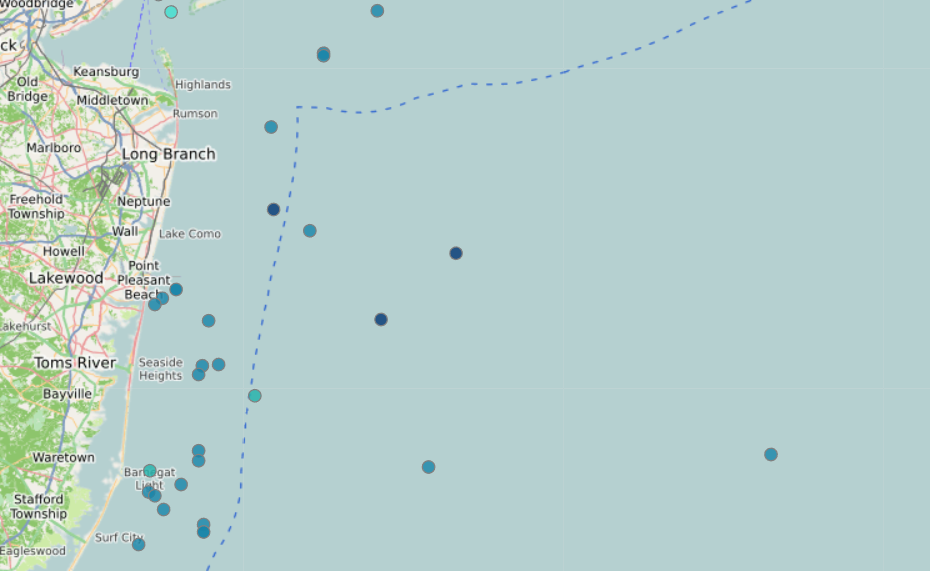 Woodbridge
ck
Keansburg
Old
Bridge
Highlands
Middletown
Rumson
Marlboro
Long Branch
Freehold
Township
Neptune
Wall
Lake Como
Howell
Point
Pleasant
Beach
Lakewood
akehurst
Toms River
Seaside
Heights
Bayville
Waretown
Barnegat
Light
Stafford
Township
Surf City
Eagleswood